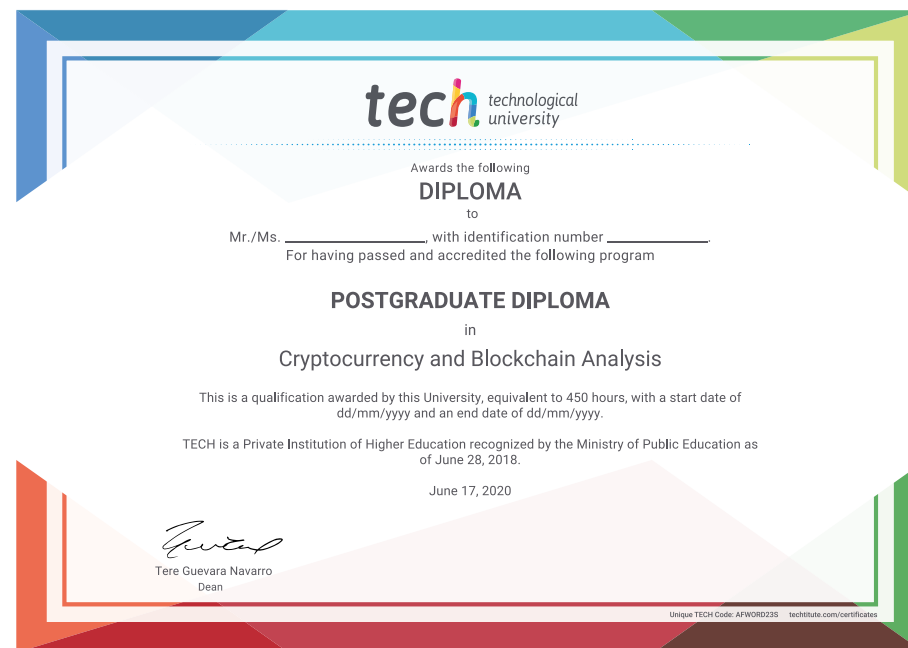 tech technological
university
Awards the following
DIPLOMA
to
Mr./Ms. ____________________, with identification number __________________.
For having passed and accredited the following program
POSTGRADUATE DIPLOMA
in
Cryptocurrency and Blockchain Analysis
This is a qualification awarded by this University, equivalent to 450 hours, with a start date of
dd/mm/yyyy and an end date of dd/mm/yyyy.
TECH is a Private Institution of Higher Education recognized by the Ministry of Public Education as
of June 28, 2018.
June 17, 2020
Tere Guevara Navarro
Dean
Unique TECH Code: AFWORD23S techtitute.com/certificates